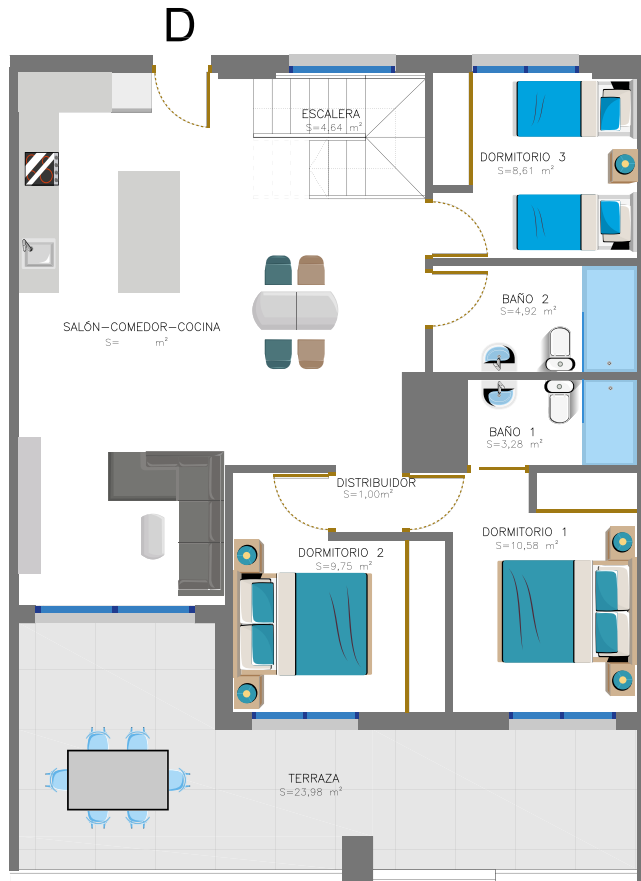 D
ESCALERA
S=4,64 m²
DORMITORIO 3
S=8,61 m²
BAÑO 2
S=4,92 m²
SALÓN-COMEDOR-COCINA
S= m²
BAÑO 1
S=3,28 m²
DISTRIBUIDOR
S=1,00m²
DORMITORIO 1
S=10,58 m²
DORMITORIO 2
S=9,75 m²
TERRAZA
S=23,98 m²